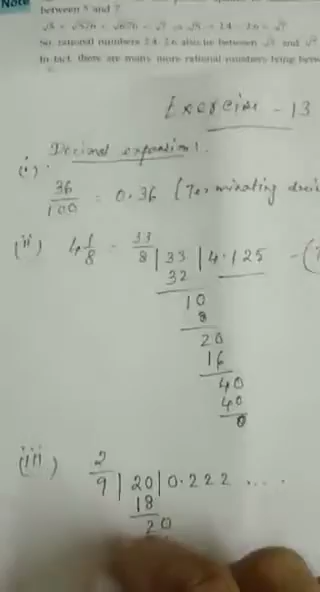 Note
between 5 and 7
So, rational numbers 2.4, 2.6 also lie between √5 and √7
In fact, there are many more rational numbers lying betw
Exercise - 13
Decimal expansions.
(i) 36/100 = 0.36 (Terminating deci
(ii) 4 1/8 = 33/8 | 33 | 4.125 - (T
32
10
8
20
16
40
40
0
(iii) 2/9 | 20 | 0.222 ....
18
20